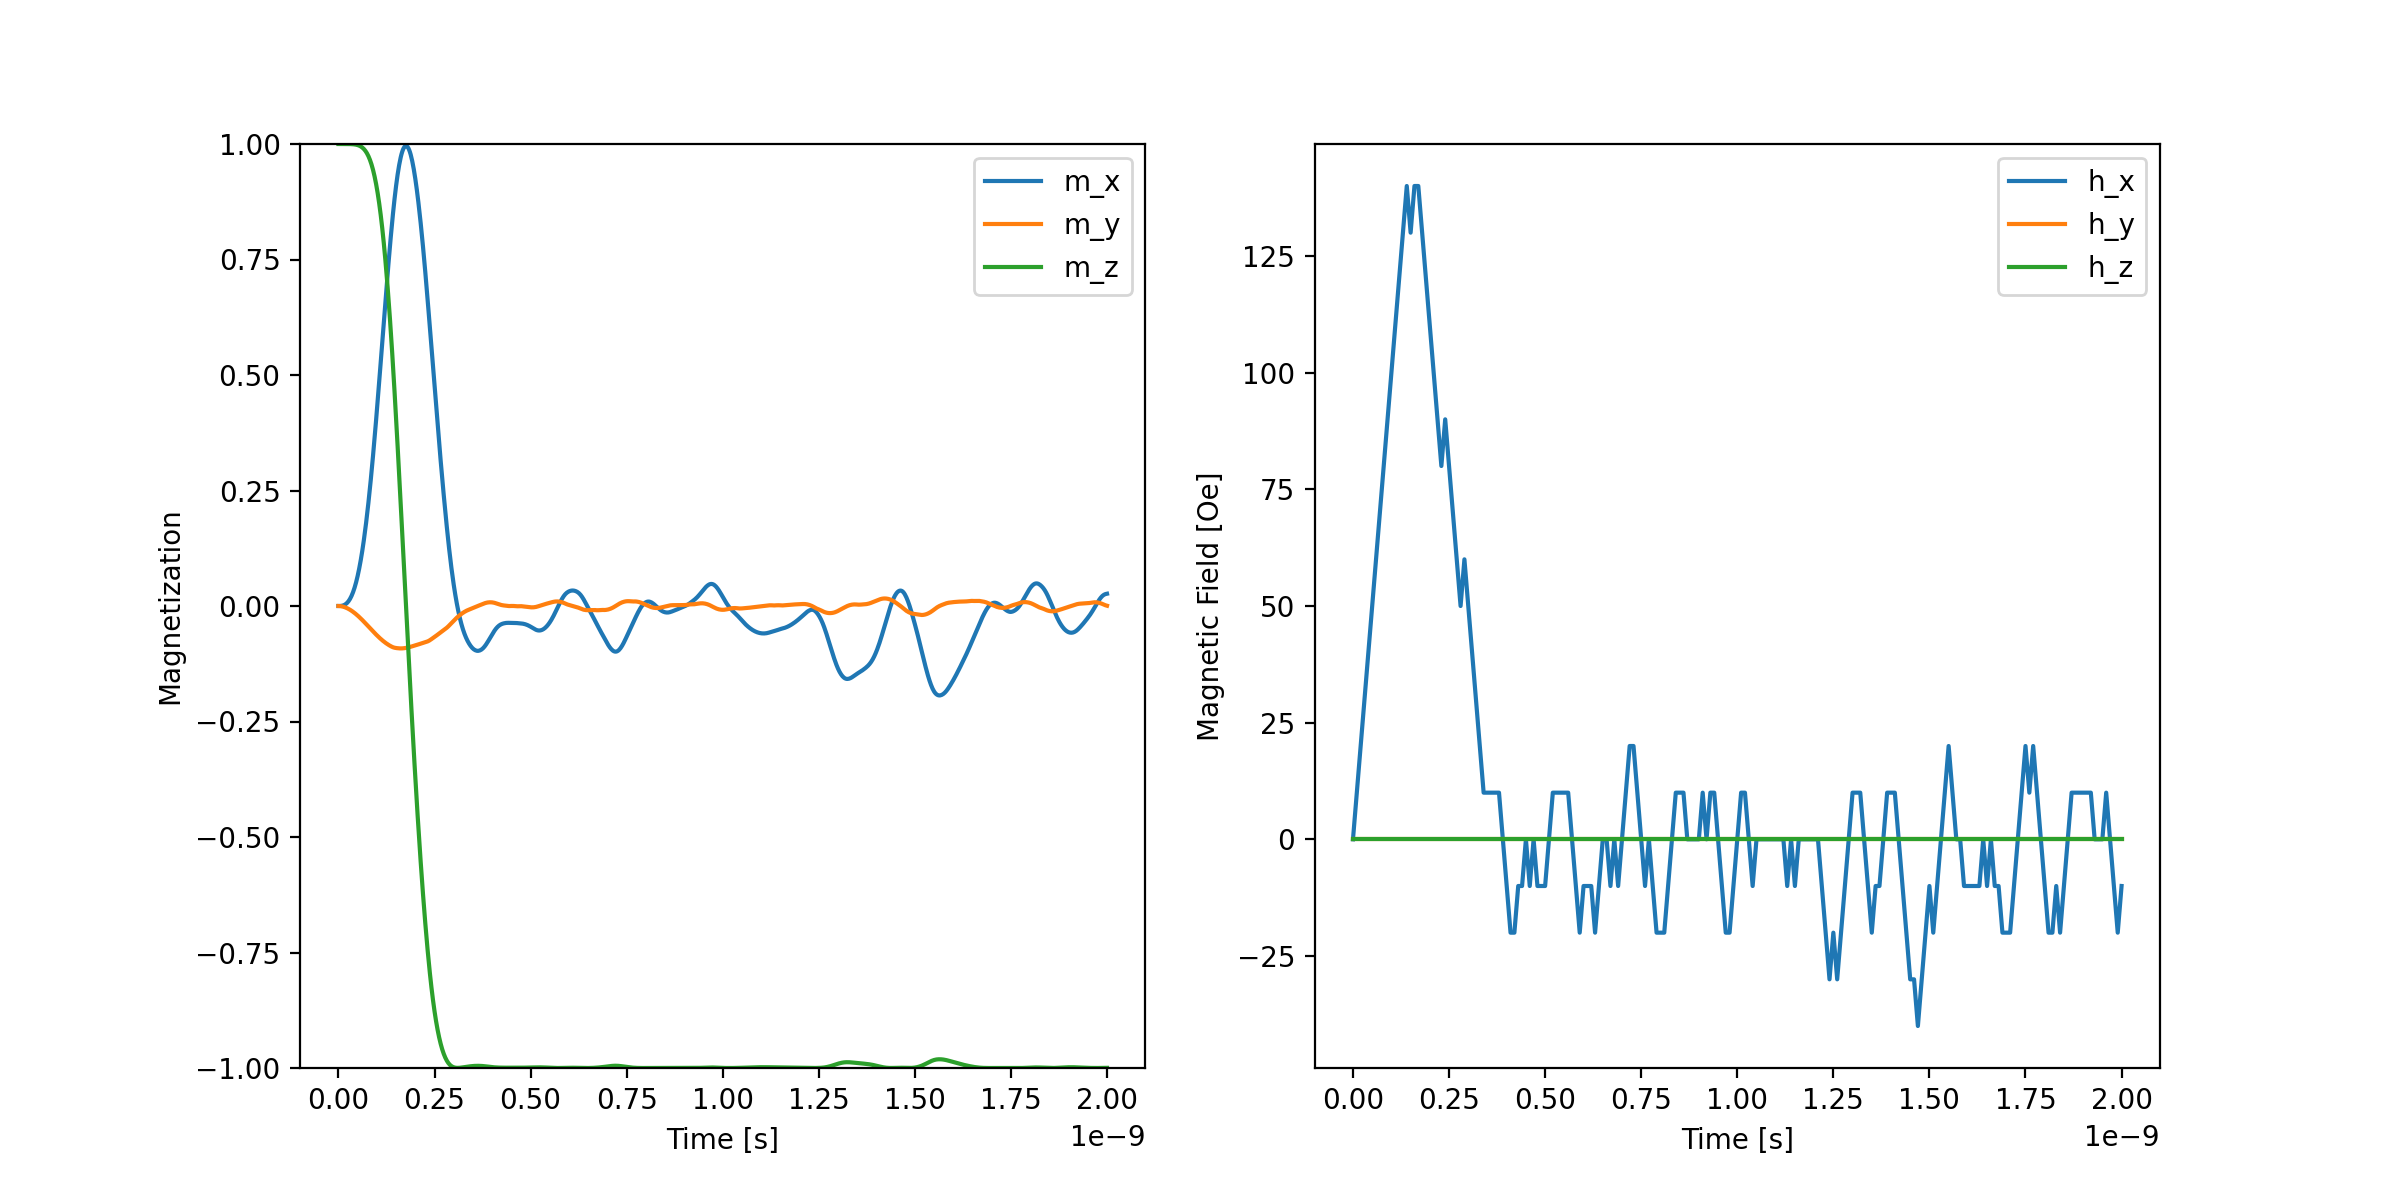 Magnetization
1.00
0.75
0.50
0.25
0.00
−0.25
−0.50
−0.75
−1.00
m_x
m_y
m_z
0.00 0.25 0.50 0.75 1.00 1.25 1.50 1.75 2.00
Time [s]
1e−9
Magnetic Field [Oe]
125
100
75
50
25
0
−25
h_x
h_y
h_z
0.00 0.25 0.50 0.75 1.00 1.25 1.50 1.75 2.00
Time [s]
1e−9